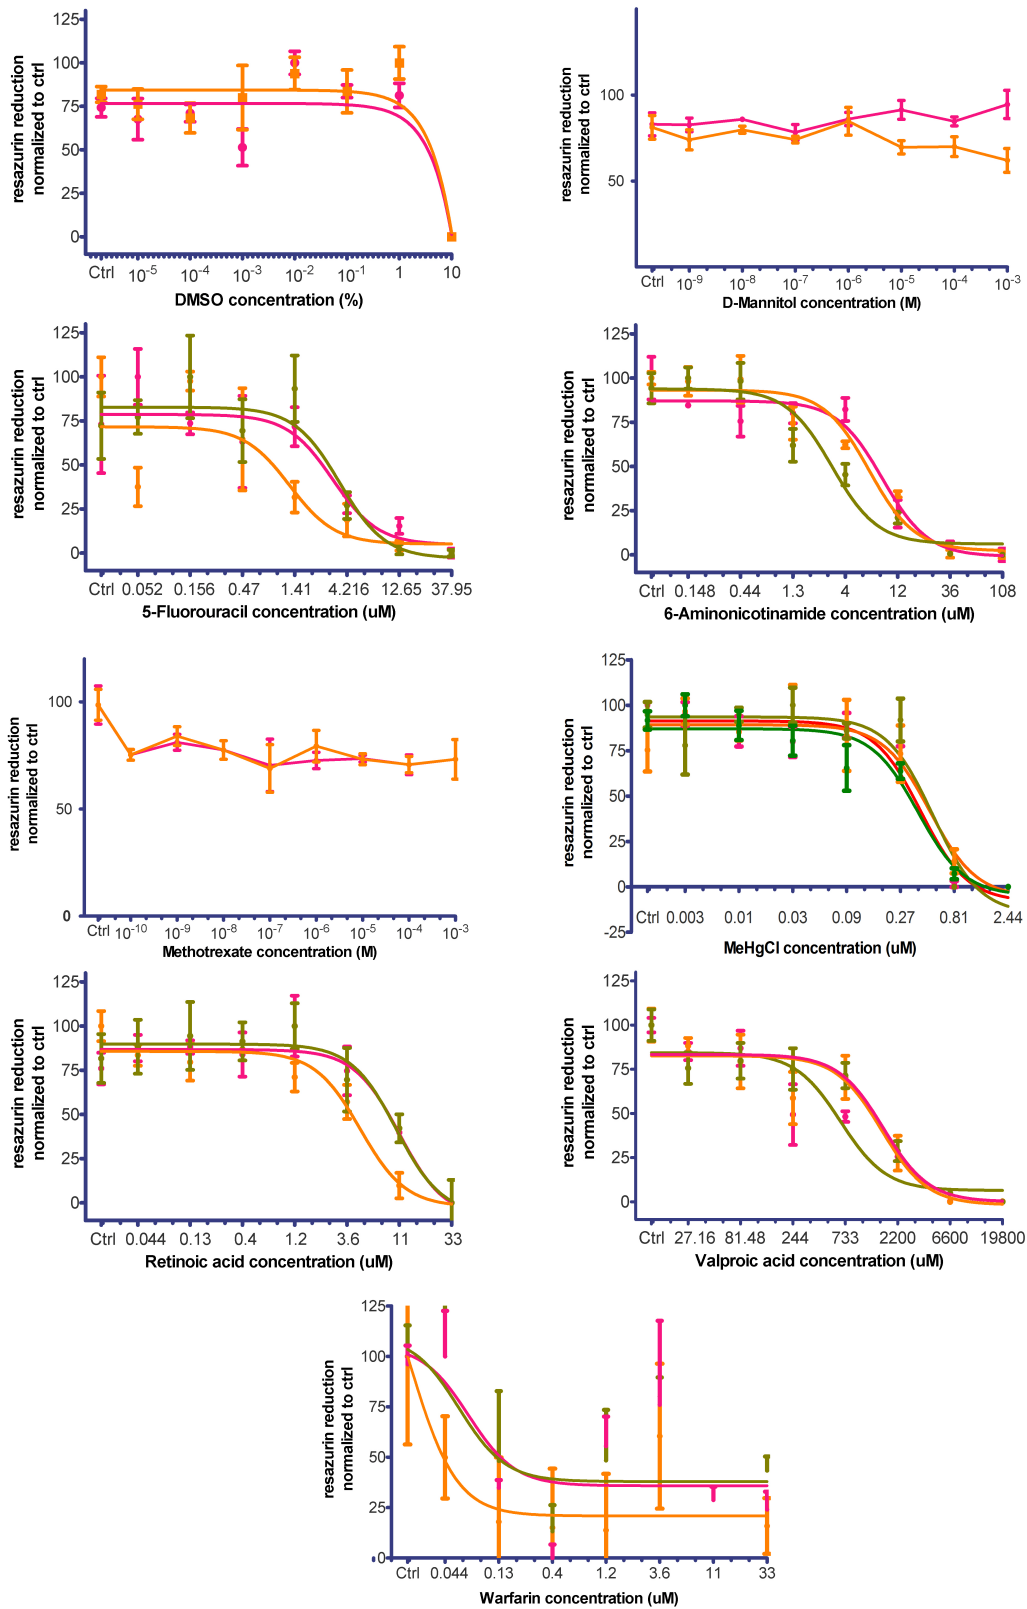 resazurin reduction
normalized to ctrl
125
100
75
50
25
0
Ctrl 10-5 10-4 10-3 10-2 10-1 1 10
DMSO concentration (%)
resazurin reduction
normalized to ctrl
100
50
Ctrl 10-9 10-8 10-7 10-6 10-5 10-4 10-3
D-Mannitol concentration (M)
resazurin reduction
normalized to ctrl
125
100
75
50
25
0
Ctrl 0.052 0.156 0.47 1.41 4.216 12.65 37.95
5-Fluorouracil concentration (uM)
resazurin reduction
normalized to ctrl
125
100
75
50
25
0
Ctrl 0.148 0.44 1.3 4 12 36 108
6-Aminonicotinamide concentration (uM)
resazurin reduction
normalized to ctrl
100
50
0
Ctrl 10-10 10-9 10-8 10-7 10-6 10-5 10-4 10-3
Methotrexate concentration (M)
resazurin reduction
normalized to ctrl
125
100
75
50
25
0
-25
Ctrl 0.003 0.01 0.03 0.09 0.27 0.81 2.44
MeHgCl concentration (uM)
resazurin reduction
normalized to ctrl
125
100
75
50
25
0
Ctrl 0.044 0.13 0.4 1.2 3.6 11 33
Retinoic acid concentration (uM)
resazurin reduction
normalized to ctrl
125
100
75
50
25
0
Ctrl 27.16 81.48 244 733 2200 6600 19800
Valproic acid concentration (uM)
resazurin reduction
normalized to ctrl
125
100
75
50
25
0
Ctrl 0.044 0.13 0.4 1.2 3.6 11 33
Warfarin concentration (uM)